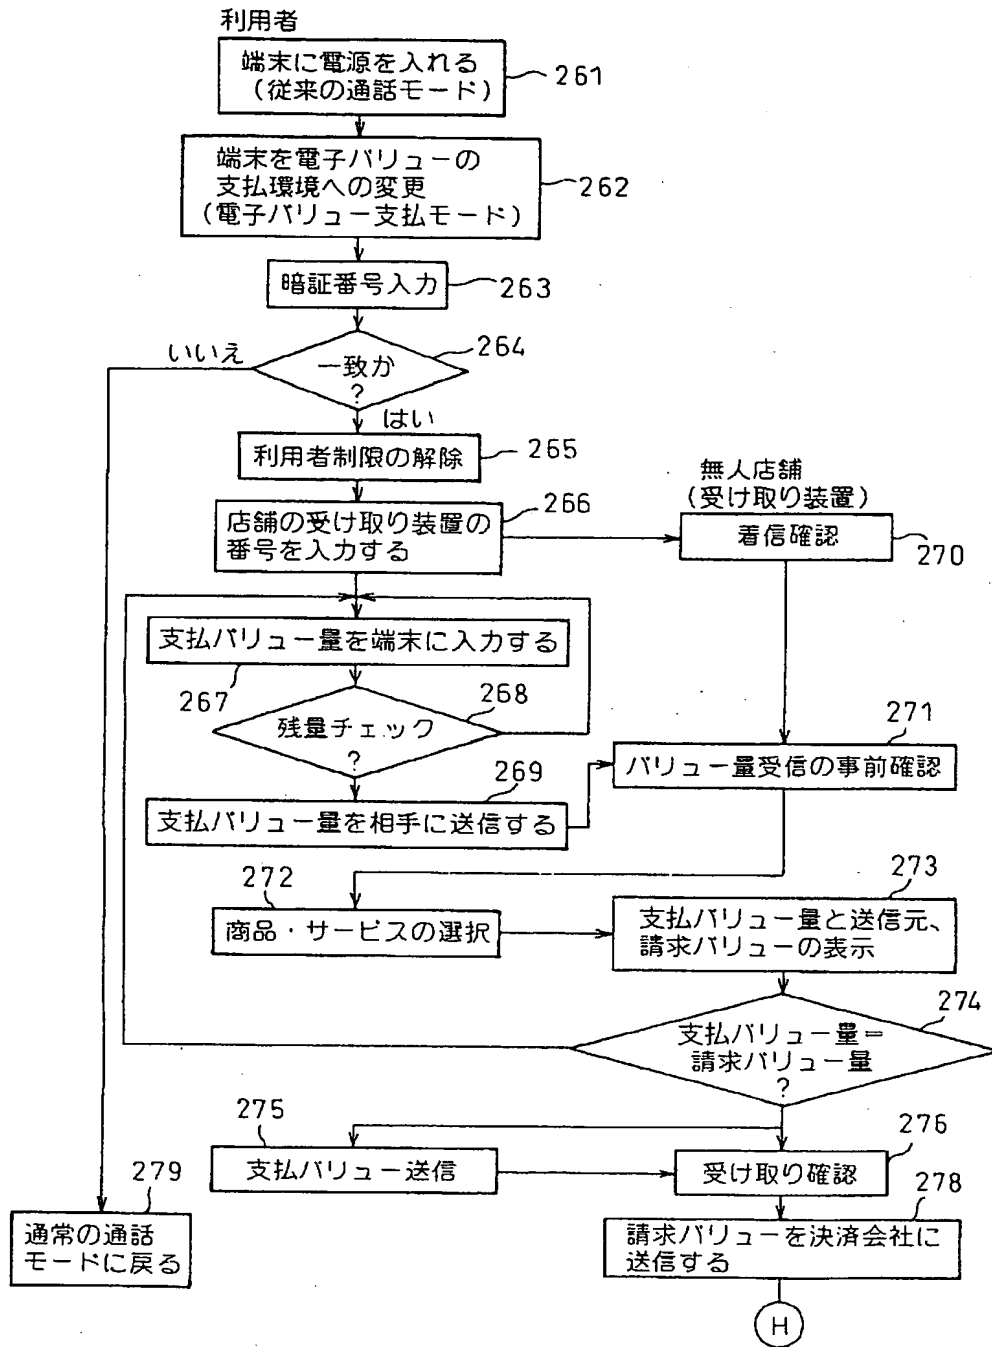 利用者
端末に電源を入れる
(従来の通話モード)
261
端末を電子バリューの
支払環境への変更
(電子バリュー支払モード)
262
暗証番号入力
263
いいえ
一致か
?
264
はい
利用者制限の解除
265
店舗の受け取り装置の
番号を入力する
266
無人店舗
(受け取り装置)
着信確認
270
支払バリュー量を端末に入力する
267
残量チェック
?
268
支払バリュー量を相手に送信する
269
271
バリュー量受信の事前確認
272
商品・サービスの選択
273
支払バリュー量と送信元、
請求バリューの表示
274
支払バリュー量=
請求バリュー量
?
275
支払バリュー送信
276
受け取り確認
278
請求バリューを決済会社に
送信する
279
通常の通話
モードに戻る
H